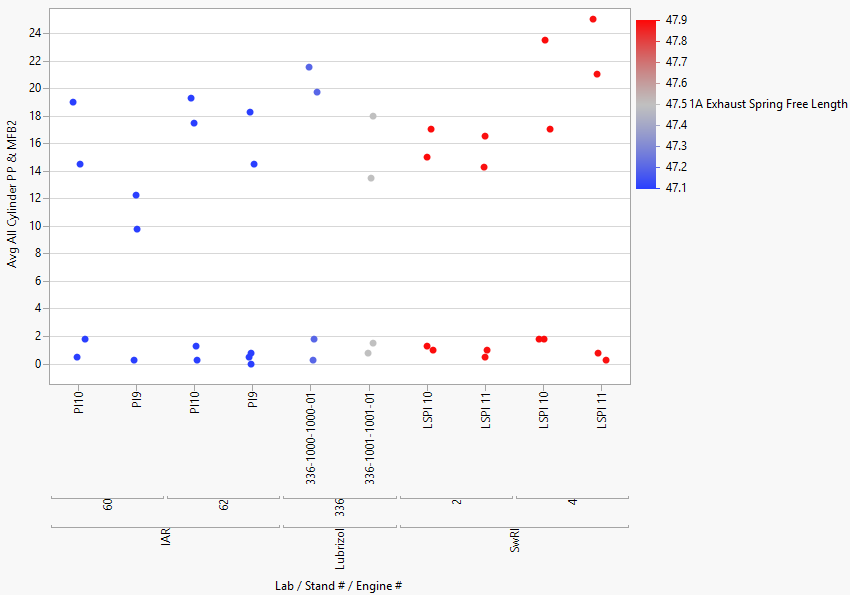 Avg All Cylinder PP & MFB2
24
22
20
18
16
14
12
10
8
6
4
2
0
47.9
47.8
47.7
47.6
47.5
47.4
47.3
47.2
47.1
1A Exhaust Spring Free Length
PI10
PI9
PI10
PI9
336-1000-1000-01
336-1001-1001-01
LSPI 10
LSPI 11
LSPI 10
LSPI 11
60
62
336
2
4
IAR
Lubrizol
SwRI
Lab / Stand # / Engine #